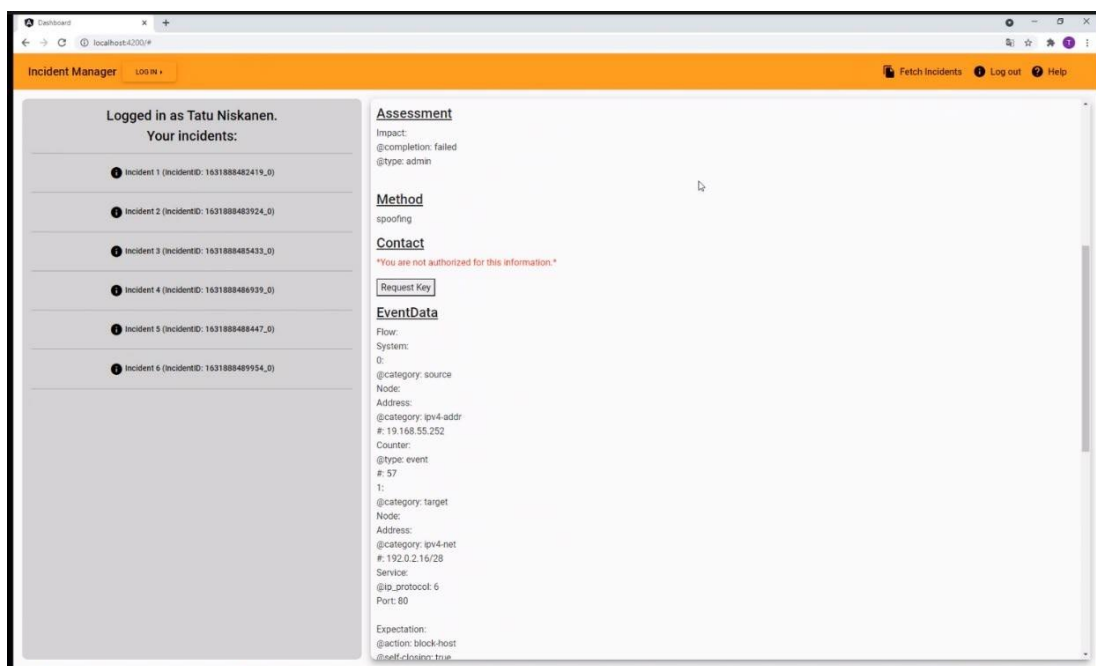 Dashboard
localhost:4200/#
T
Incident Manager
LOG IN
Fetch Incidents
Log out
Help
Logged in as Tatu Niskanen.
Your incidents:
Incident 1 (IncidentID: 1631888482419_0)
Incident 2 (IncidentID: 1631888483924_0)
Incident 3 (IncidentID: 1631888485433_0)
Incident 4 (IncidentID: 1631888486939_0)
Incident 5 (IncidentID: 1631888488447_0)
Incident 6 (IncidentID: 1631888489954_0)
Assessment
Impact:
@completion: failed
@type: admin
Method
spoofing
Contact
*You are not authorized for this information.*
Request Key
EventData
Flow:
System:
0:
@category: source
Node:
Address:
@category: ipv4-addr
#: 19.168.55.252
Counter:
@type: event
#: 57
1:
@category: target
Node:
Address:
@category: ipv4-net
#: 192.0.2.16/28
Service:
@ip_protocol: 6
Port: 80
Expectation:
@action: block-host
@self-closing: true